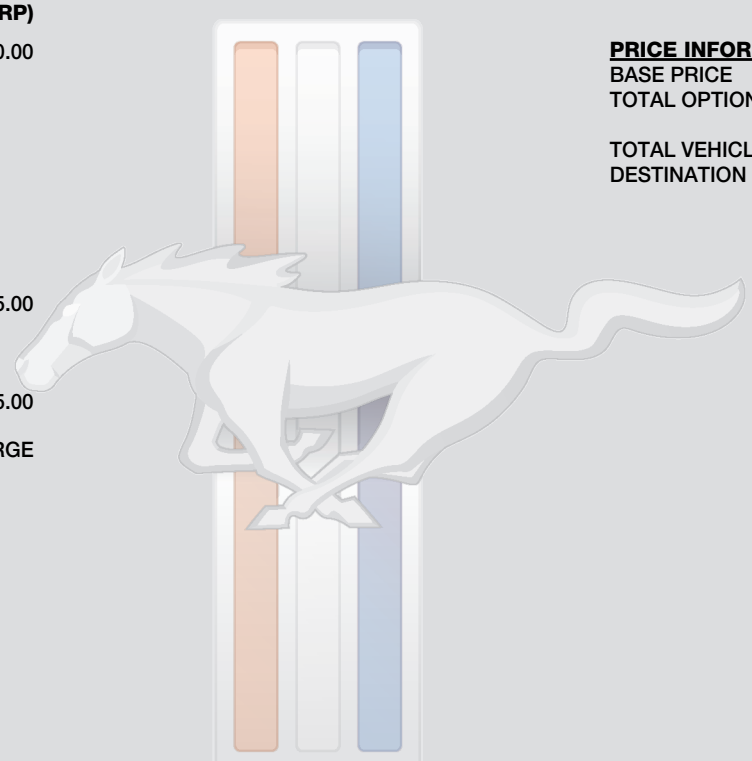 RP)
0.00
5.00
5.00
RGE
PRICE INFOR
BASE PRICE
TOTAL OPTION
TOTAL VEHICL
DESTINATION